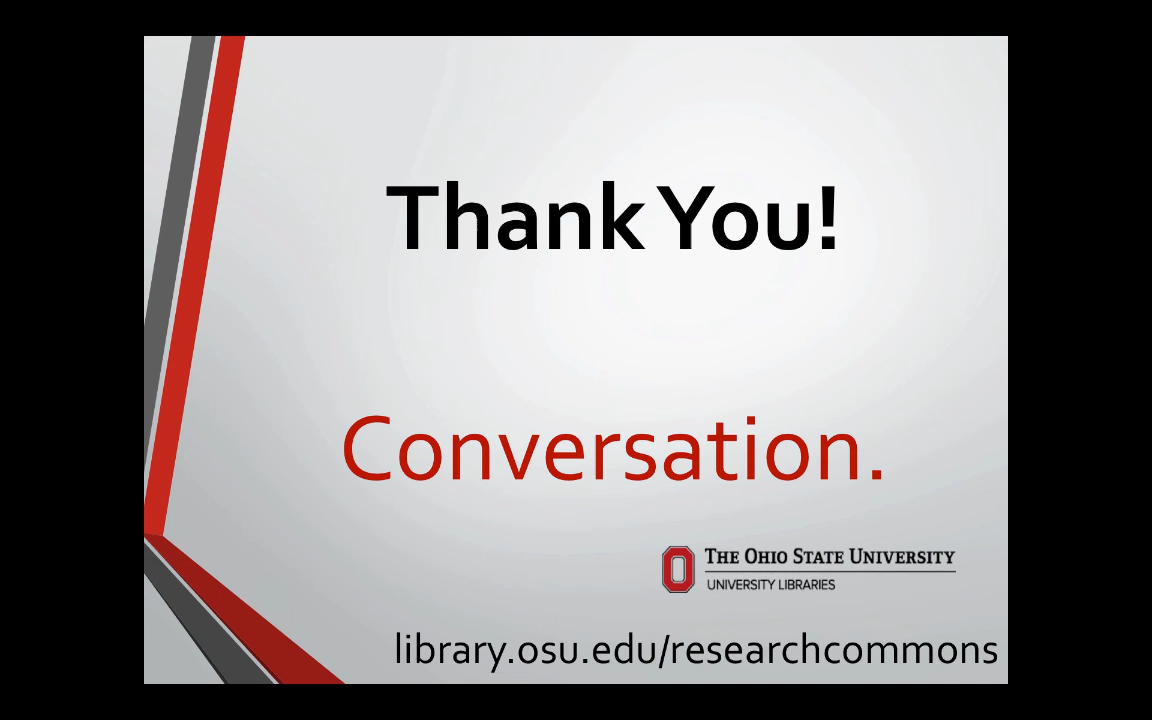 Thank You!
Conversation.
THE OHIO STATE UNIVERSITY
UNIVERSITY LIBRARIES
library.osu.edu/researchcommons